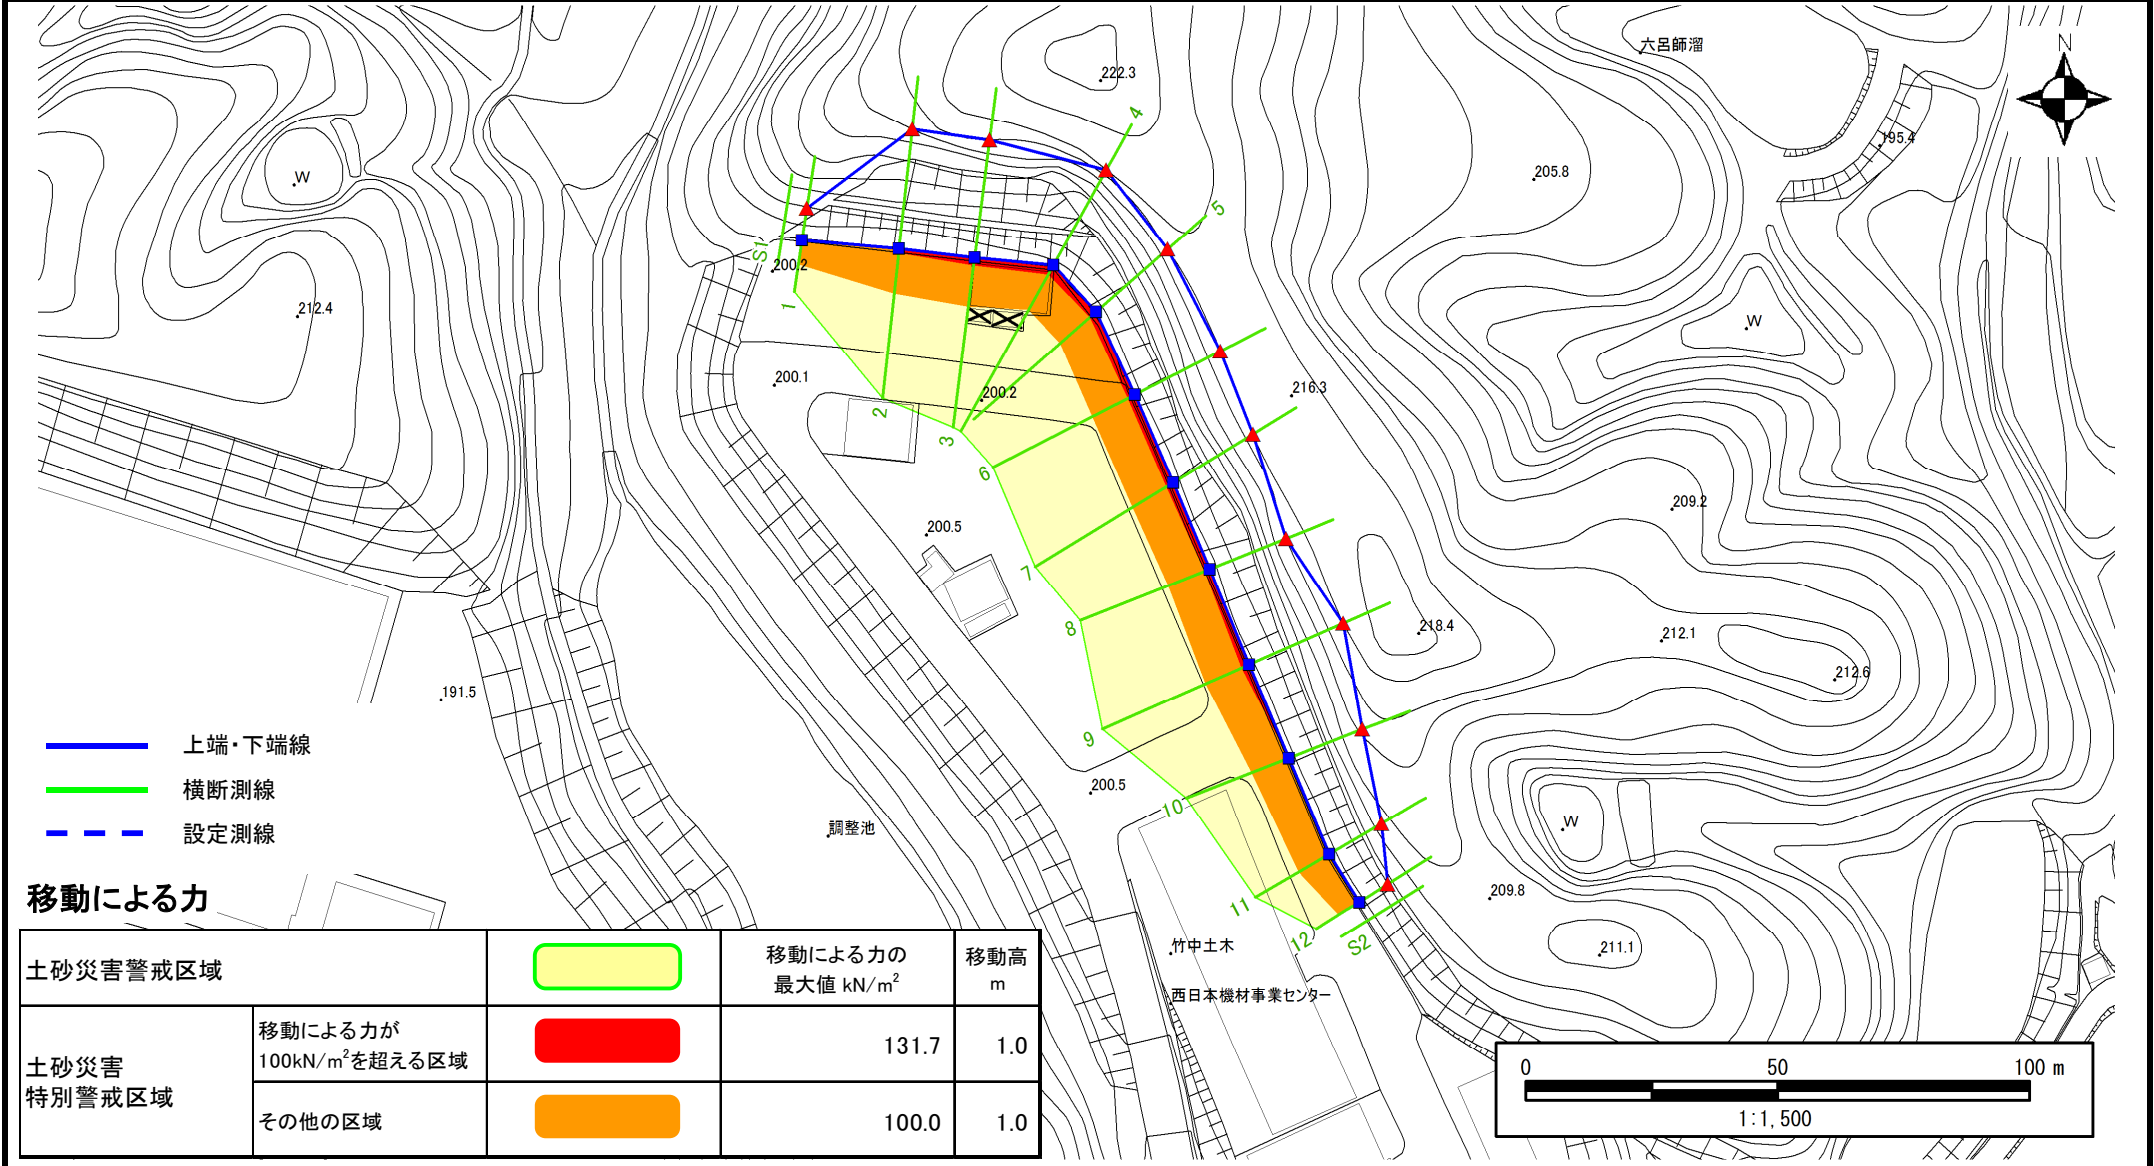 六呂師溜
N
222.3
4
195.4
W
205.8
5
S1
200.2
212.4
1
W
200.1
200.2
216.3
2
3
6
209.2
200.5
7
8
218.4
212.1
212.6
191.5
9
上端・下端線
横断測線
設定測線
200.5
10
調整池
W
移動による力
11
209.8
12
S2
竹中土木
211.1
西日本機材事業センター
土砂災害警戒区域
移動による力の
最大値 kN/m²
移動高
m
土砂災害
特別警戒区域
移動による力が
100kN/m²を超える区域
131.7
1.0
その他の区域
100.0
1.0
0 50 100 m
1:1,500